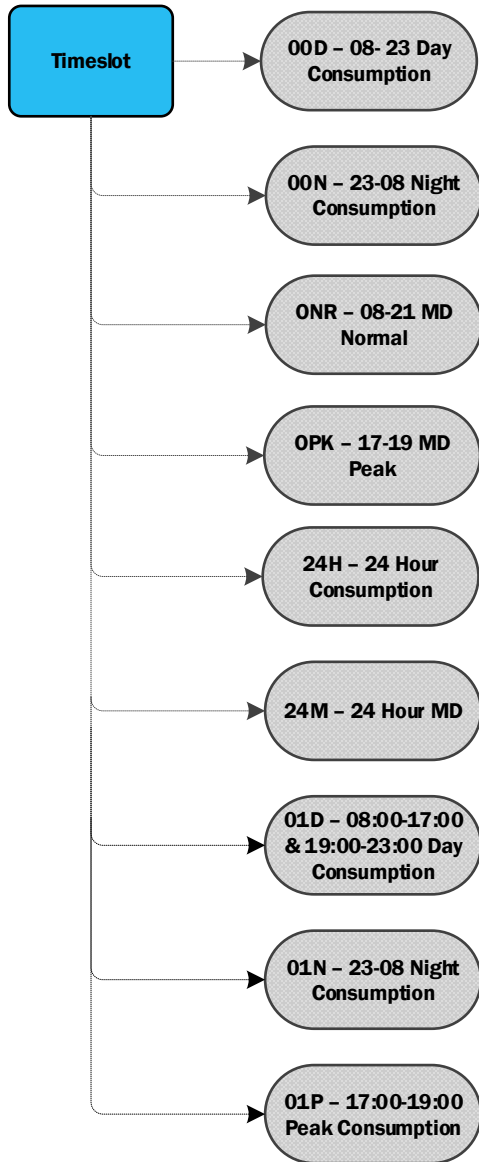 Timeslot
00D – 08- 23 Day
Consumption
00N – 23-08 Night
Consumption
0NR – 08-21 MD
Normal
0PK – 17-19 MD
Peak
24H – 24 Hour
Consumption
24M – 24 Hour MD
01D – 08:00-17:00
& 19:00-23:00 Day
Consumption
01N – 23-08 Night
Consumption
01P – 17:00-19:00
Peak Consumption